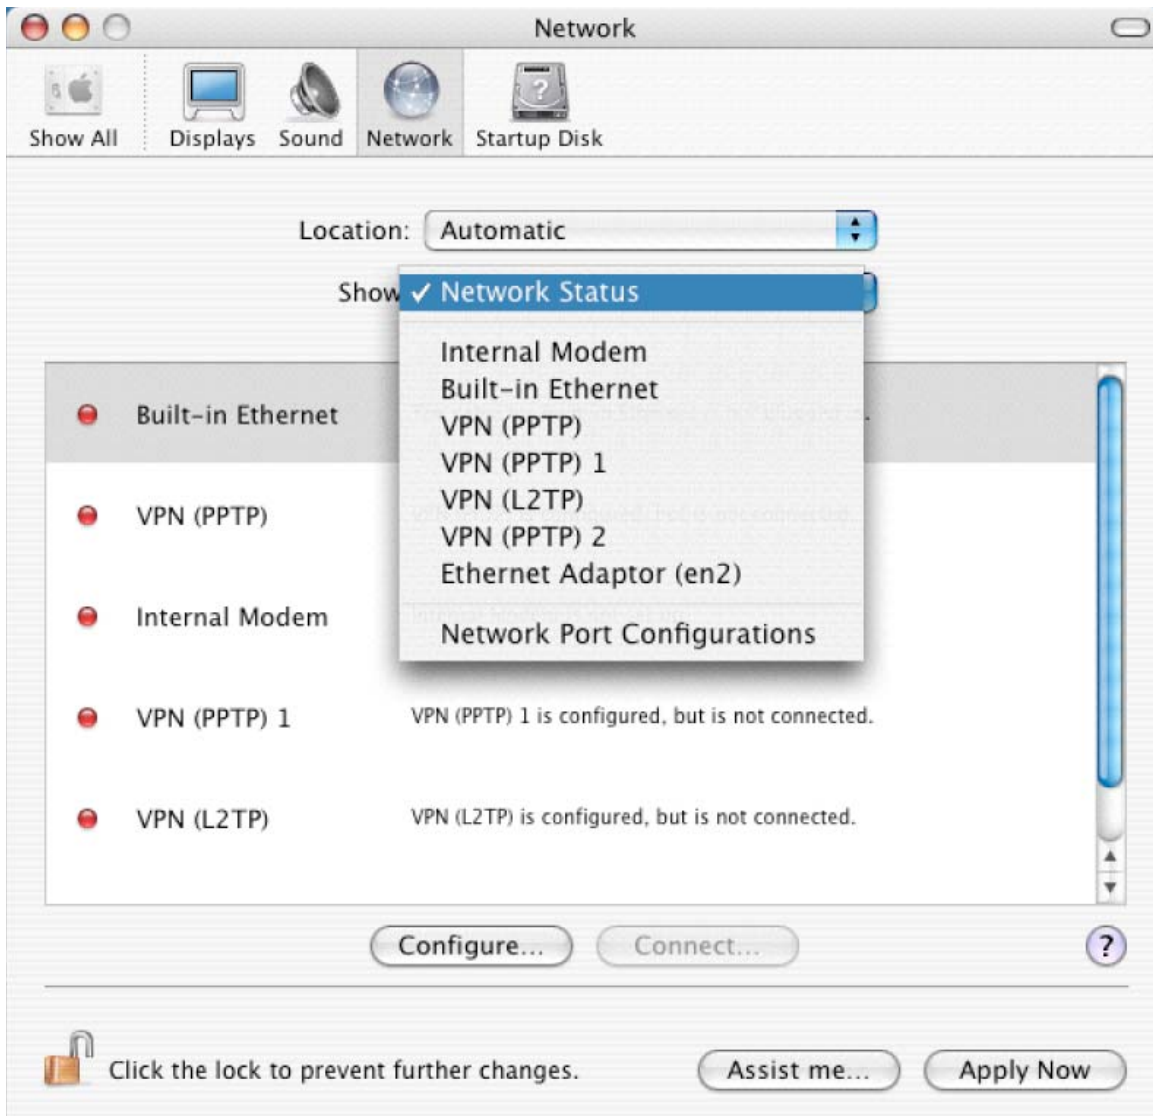 Network
Show All
Displays
Sound
Network
Startup Disk
Location: Automatic
Show
✓ Network Status
Internal Modem
Built-in Ethernet
VPN (PPTP)
VPN (PPTP) 1
VPN (L2TP)
VPN (PPTP) 2
Ethernet Adaptor (en2)
Network Port Configurations
Built-in Ethernet
VPN (PPTP)
Internal Modem
VPN (PPTP) 1 VPN (PPTP) 1 is configured, but is not connected.
VPN (L2TP) VPN (L2TP) is configured, but is not connected.
Configure... Connect... ?
Click the lock to prevent further changes. Assist me... Apply Now